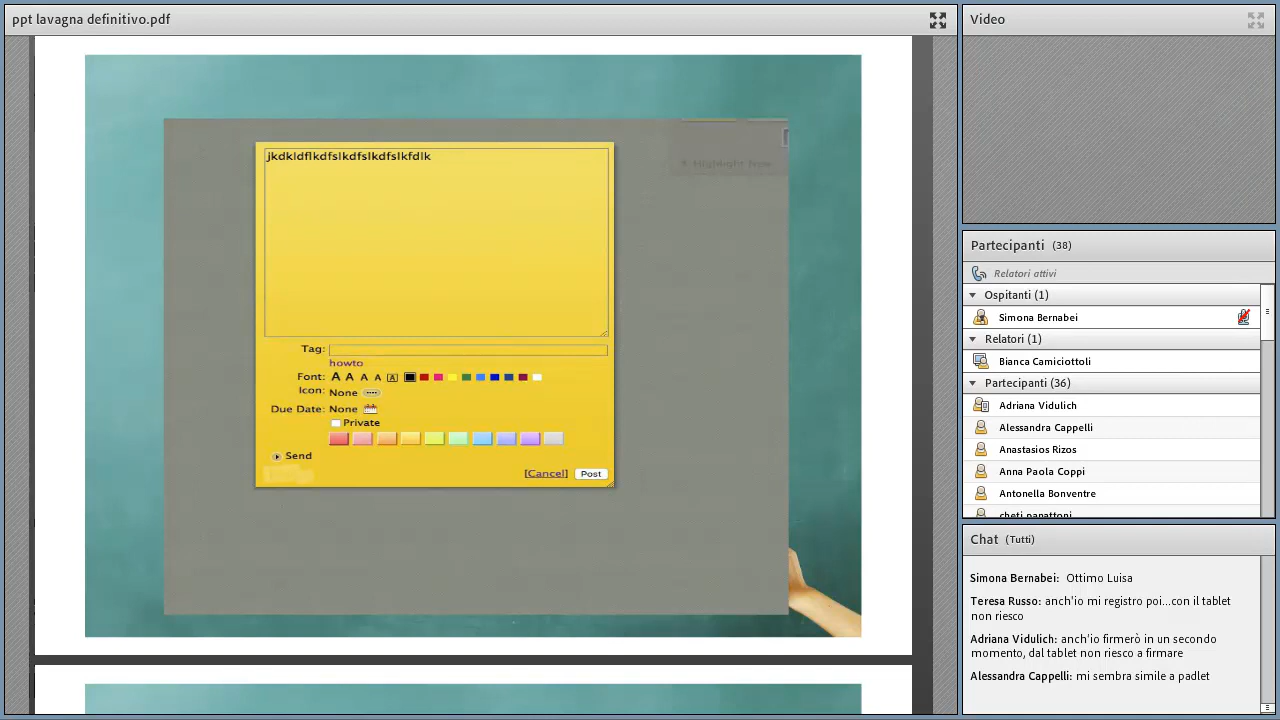 ppt lavagna definitivo.pdf
jkdkldflkdfslkdfslkdfslkfdlk
Highlight New
Tag:
howto
Font: A A A A A
Icon: None
Due Date: None
Private
Send
[Cancel] Post
Video
Partecipanti (38)
Relatori attivi
Ospitanti (1)
Simona Bernabei
Relatori (1)
Bianca Camiciottoli
Partecipanti (36)
Adriana Vidulich
Alessandra Cappelli
Anastasios Rizos
Anna Paola Coppi
Antonella Bonventre
cheti panattoni
Chat (Tutti)
Simona Bernabei: Ottimo Luisa
Teresa Russo: anch'io mi registro poi...con il tablet
non riesco
Adriana Vidulich: anch'io firmerò in un secondo
momento, dal tablet non riesco a firmare
Alessandra Cappelli: mi sembra simile a padlet